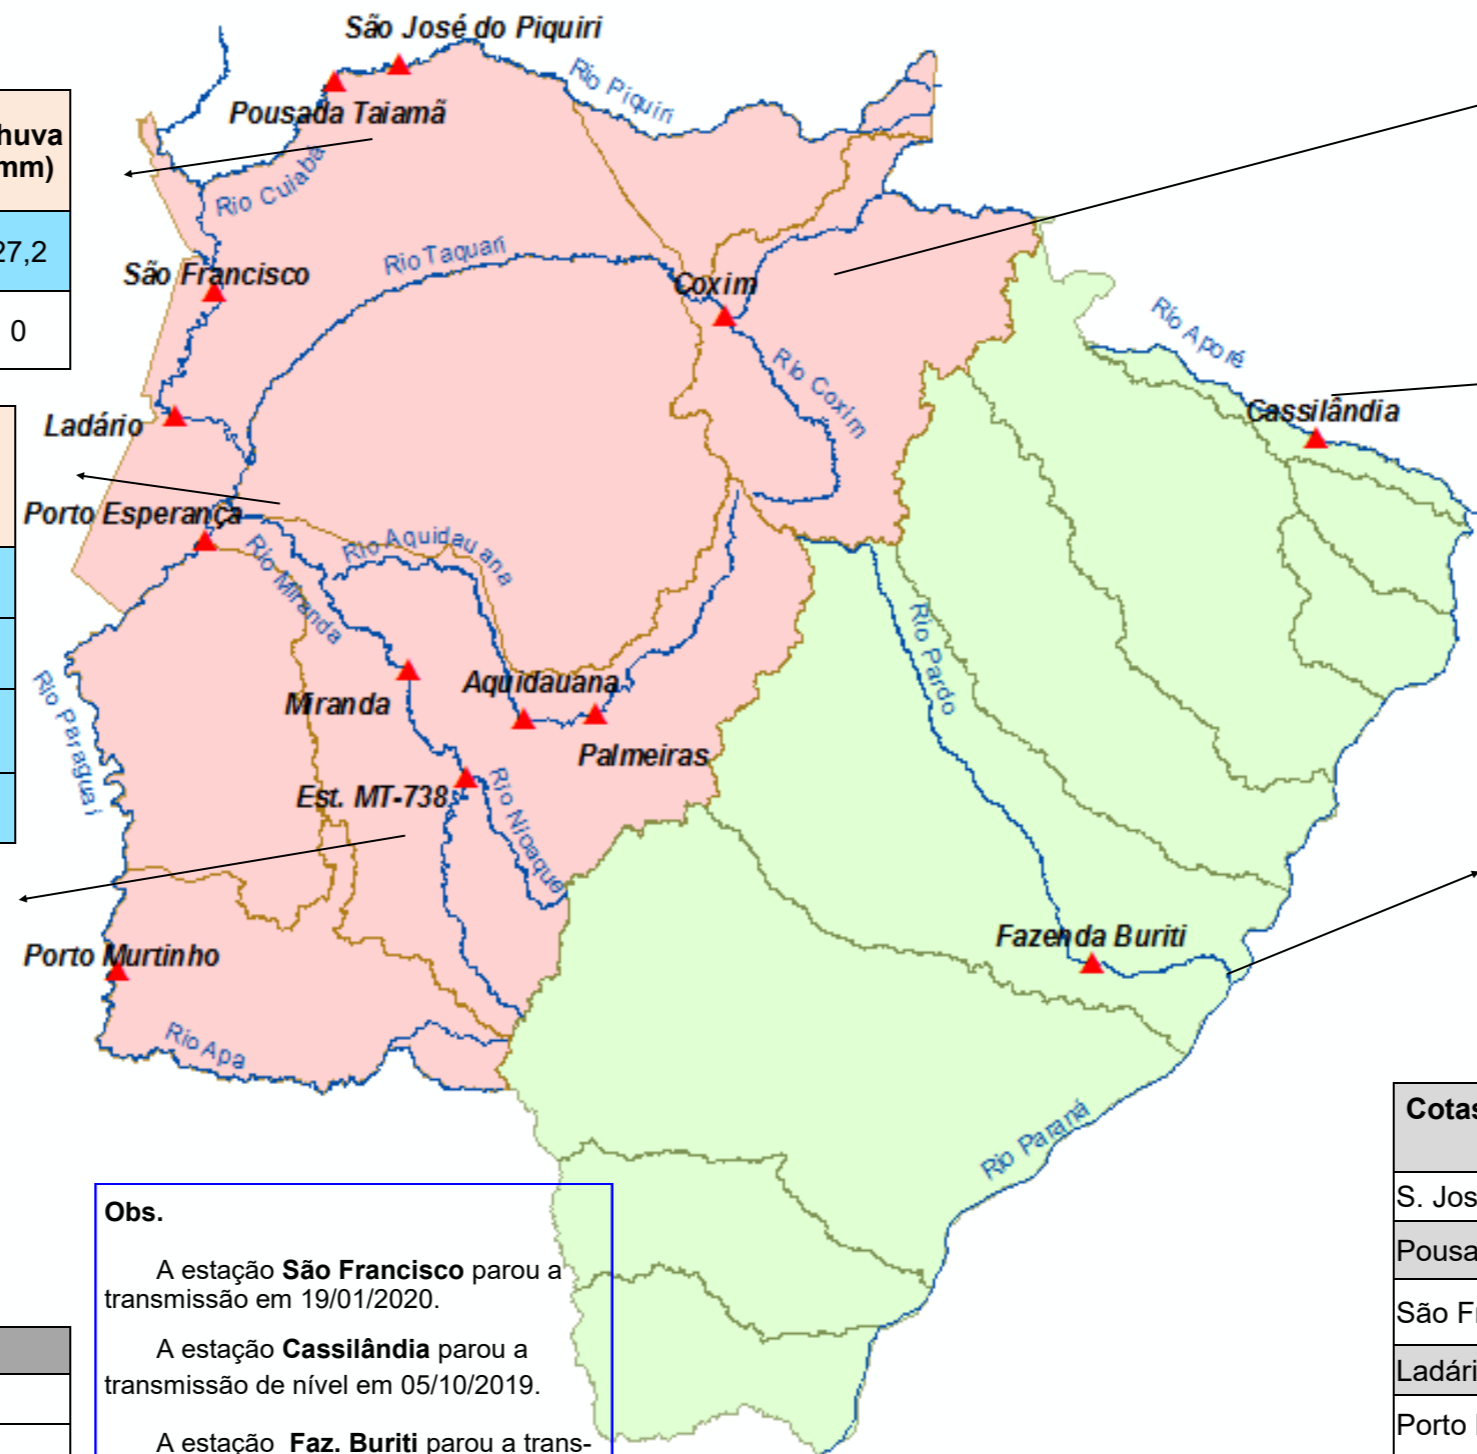 São José do Piquiri
Rio Piquiri
Pousada Taiamã
huva
mm)
Rio Cuiabá
27,2
São Francisco
Rio Taquari
Coxim
0
Rio Aporé
Rio Coxim
Cassilândia
Ladário
Porto Esperança
Rio Aquidauana
Rio Miranda
Rio Pardo
Rio Paraguai
Miranda
Aquidauana
Palmeiras
Est. MT-738
Rio Nioaque
Porto Murtinho
Fazenda Buriti
Rio Apa
Rio Paraná
Cotas
S. Jos
Pousa
São Fr
Ladári
Porto
Obs.
A estação São Francisco parou a
transmissão em 19/01/2020.
A estação Cassilândia parou a
transmissão de nível em 05/10/2019.
A estação Faz. Buriti parou a trans-